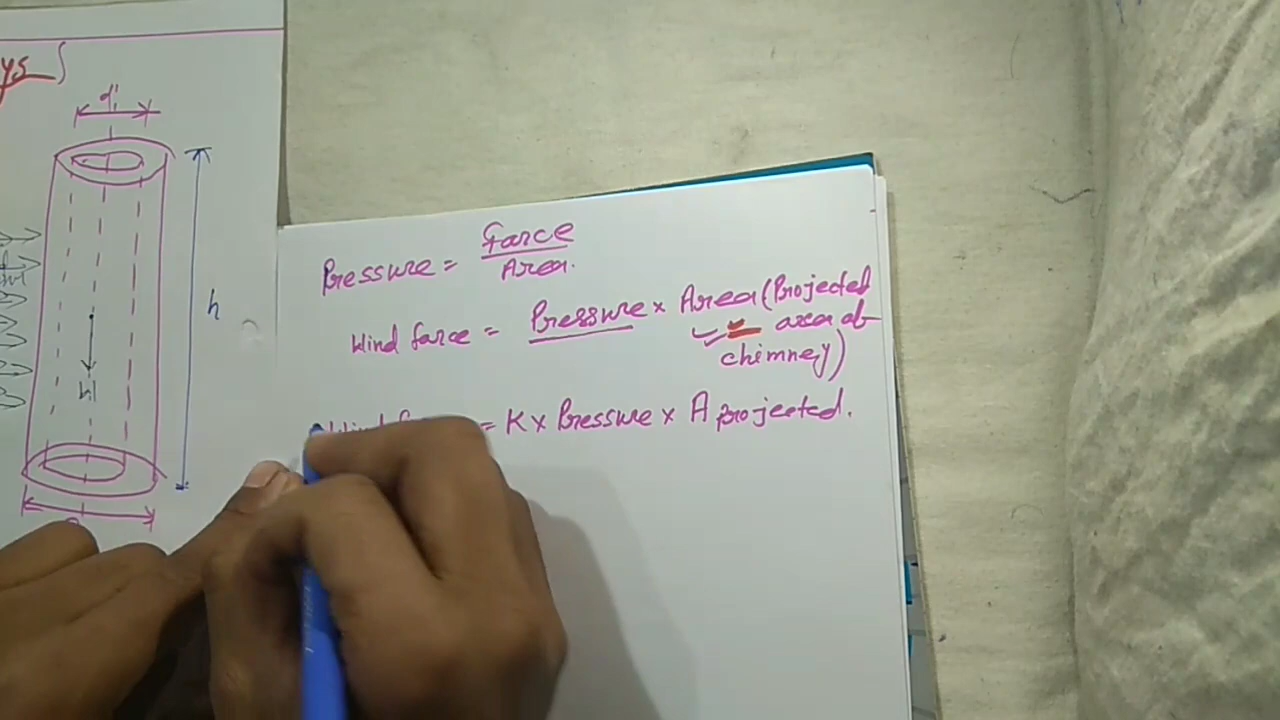 ys
d
h
Pressure = Force
Area.
Wind force = Pressure × Area (Projected
area of
chimney)
= K × Pressure × A projected.